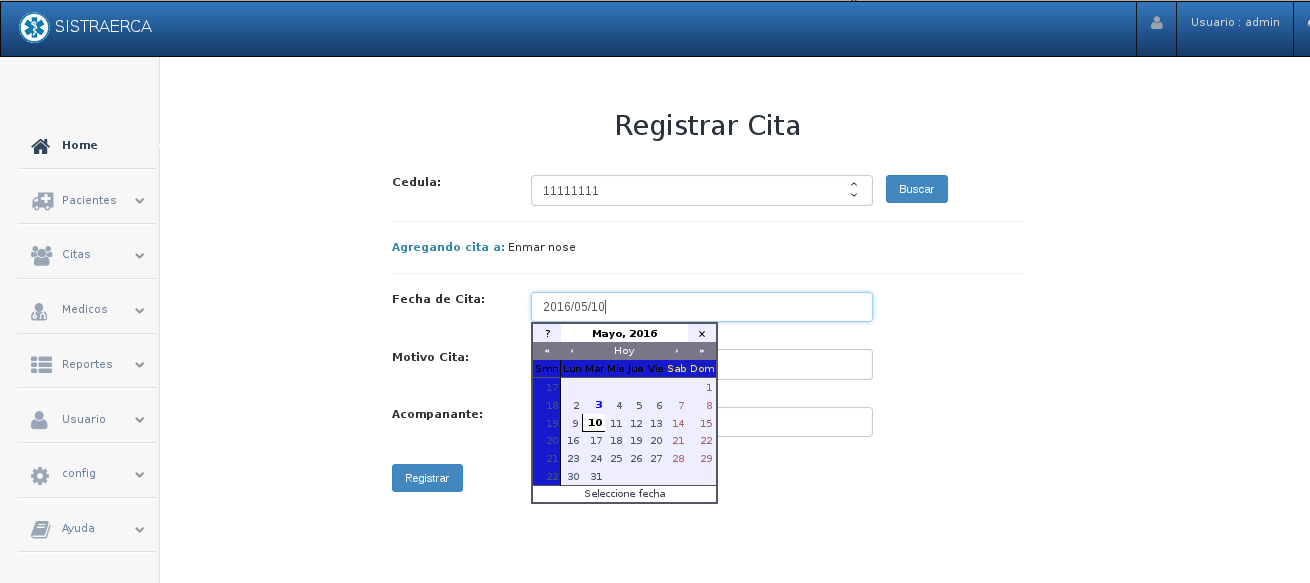 SISTRAERCA
Usuario : admin
Home
Pacientes
Citas
Medicos
Reportes
Usuario
config
Ayuda
Registrar Cita
Cedula:
11111111
Buscar
Agregando cita a: Enmar nose
Fecha de Cita:
2016/05/10
? Mayo, 2016 ×
« ‹ Hoy › »
Smn Lun Mar Mie Jue Vie Sab Dom
17 1
18 2 3 4 5 6 7 8
19 9 10 11 12 13 14 15
20 16 17 18 19 20 21 22
21 23 24 25 26 27 28 29
22 30 31
Seleccione fecha
Motivo Cita:
Acompanante:
Registrar